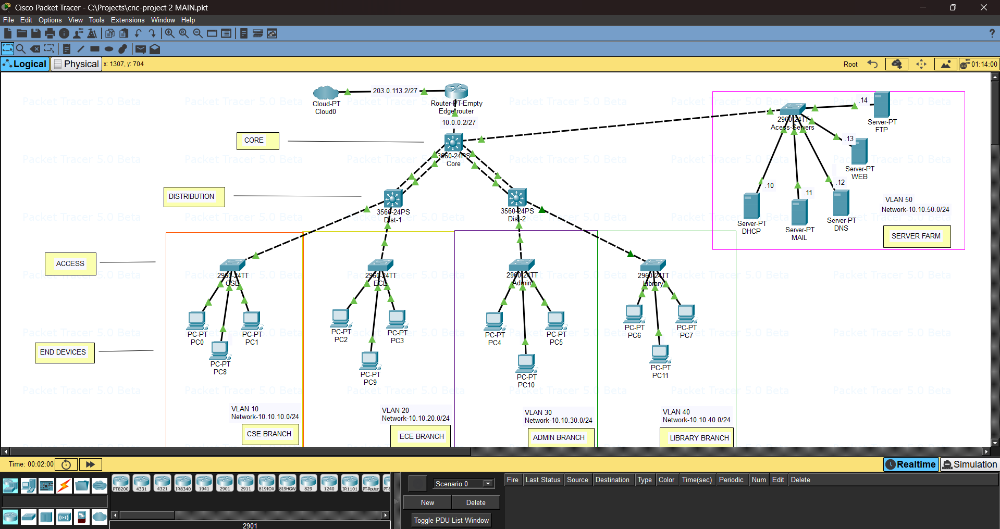 Cisco Packet Tracer - C:\Projects\cnc-project 2 MAIN.pkt
File Edit Options View Tools Extensions Window Help
?
Logical Physical x: 1307, y: 704 Root 01:14:00
Packet Tracer 5.0 Beta
Cloud-PT
Cloud0
203.0.113.2/27
Router-PT-Empty
Edge router
10.0.0.2/27
CORE
3560-24PS
Core
DISTRIBUTION
3560-24PS
Dist-1
3560-24PS
Dist-2
2960-24TT
Acess-Servers
.14
Server-PT
FTP
.13
Server-PT
WEB
.10
.11
.12
Server-PT
DHCP
Server-PT
MAIL
Server-PT
DNS
VLAN 50
Network-10.10.50.0/24
SERVER FARM
ACCESS
2960-24TT
CSE
2960-24TT
ECE
2960-24TT
Admin
2960-24TT
Library
END DEVICES
PC-PT
PC0
PC-PT
PC1
PC-PT
PC8
PC-PT
PC2
PC-PT
PC3
PC-PT
PC9
PC-PT
PC4
PC-PT
PC5
PC-PT
PC10
PC-PT
PC6
PC-PT
PC7
PC-PT
PC11
VLAN 10
Network-10.10.10.0/24
CSE BRANCH
VLAN 20
Network-10.10.20.0/24
ECE BRANCH
VLAN 30
Network-10.10.30.0/24
ADMIN BRANCH
VLAN 40
Network-10.10.40.0/24
LIBRARY BRANCH
Time: 00:02:00 Realtime Simulation
PT8200 4331 4321 IR8340 1941 2901 2911 819IOX 819HGW 829 1240 IR1101 PT-Router
2901
Scenario 0
New Delete
Toggle PDU List Window
Fire Last Status Source Destination Type Color Time(sec) Periodic Num Edit Delete